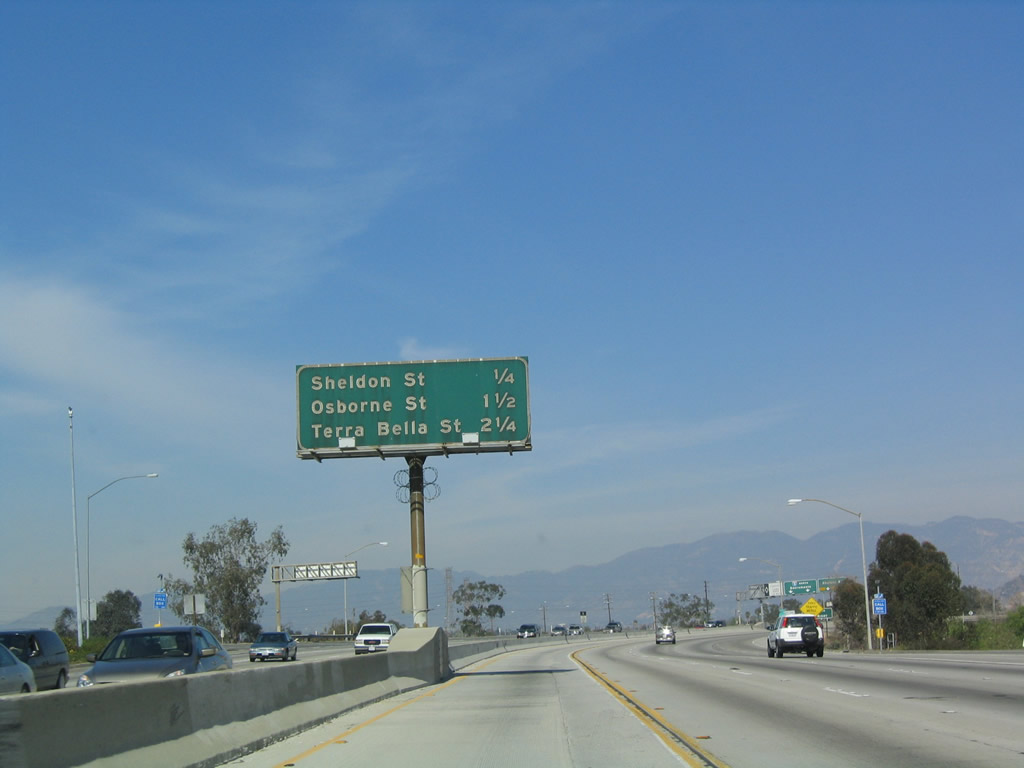 Sheldon St 1/4
Osborne St 1 1/2
Terra Bella St 2 1/4